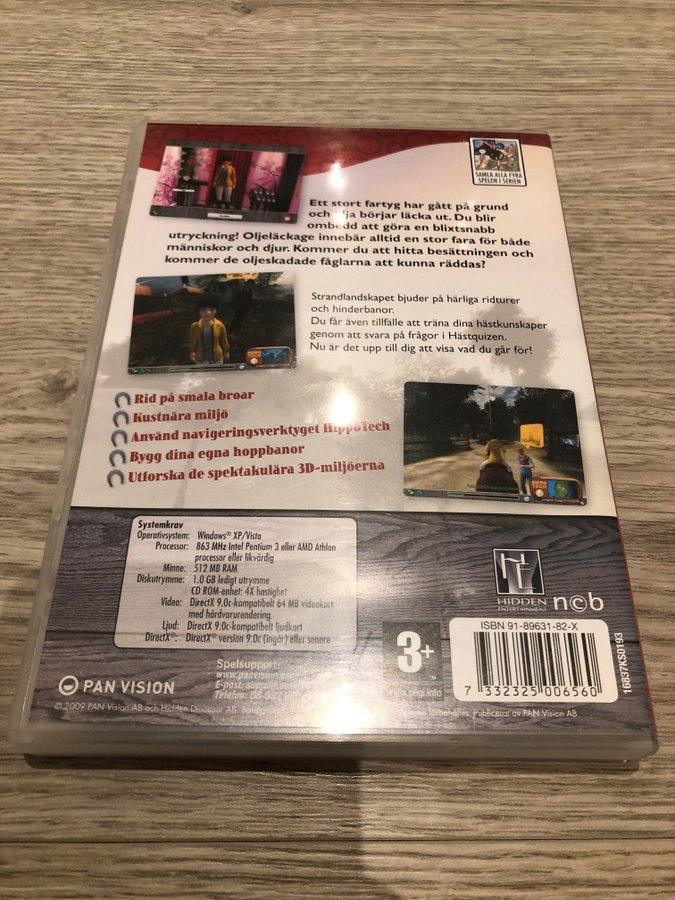 SAMLA ALLA FYRA
SPELEN I SERIEN
Ett stort fartyg har gått på grund
och olja börjar läcka ut. Du blir
ombedd att göra en blixtsnabb
utryckning! Oljeläckage innebär alltid en stor fara för både
människor och djur. Kommer du att hitta besättningen och
kommer de oljeskadade fåglarna att kunna räddas?
Strandlandskapet bjuder på härliga ridturer
och hinderbanor.
Du får även tillfälle att träna dina hästkunskaper
genom att svara på frågor i Hästquizen.
Nu är det upp till dig att visa vad du går för!
Rid på smala broar
Kustnära miljö
Använd navigeringsverktyget HippoTech
Bygg dina egna hoppbanor
Utforska de spektakulära 3D-miljöerna
Systemkrav
Operativsystem: Windows® XP/Vista
Processor: 863 MHz Intel Pentium 3 eller AMD Athlon
processor eller likvärdig
Minne: 512 MB RAM
Diskutrymme: 1.0 GB ledigt utrymme
CD ROM-enhet: 4X hastighet
Video: DirectX 9.0c-kompatibelt 64 MB videokort
med hårdvarurendering.
Ljud: DirectX 9.0c-kompatibelt ljudkort
DirectX®: DirectX® version 9.0c (ingår) eller senare
HIDDEN
ENTERTAINMENT
n©b
ISBN 91-89631-82-X
7 332325 006560
16837KS0193
3+
www.pegi.info
PAN VISION
Spelsupport:
www.panvision.com
E-post:
Telefon: 08-597
© 2009 PAN Vision AB och Hidden Dinosaur AB. Publicerat av PAN Vision AB